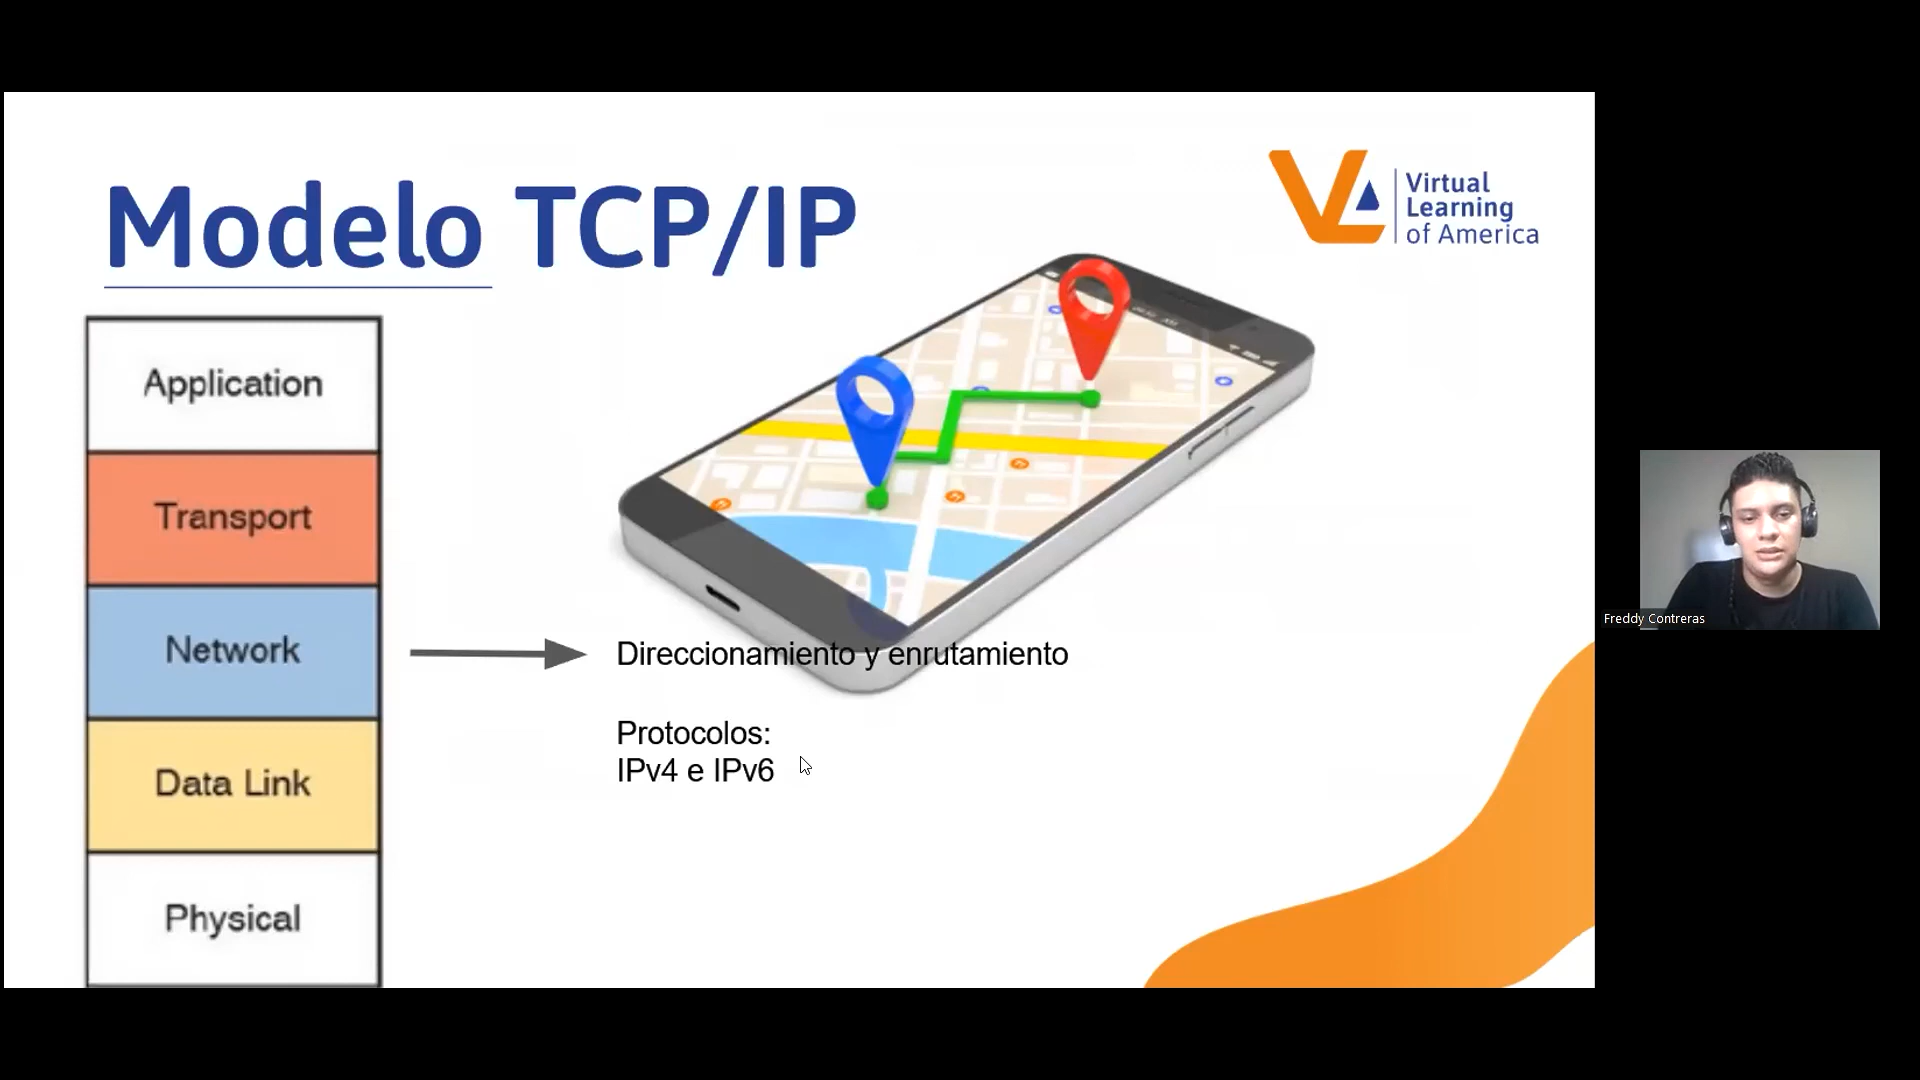 Modelo TCP/IP
Virtual
Learning
of America
Application
Transport
Network
Data Link
Physical
Direccionamiento y enrutamiento
Protocolos:
IPv4 e IPv6
Freddy Contreras